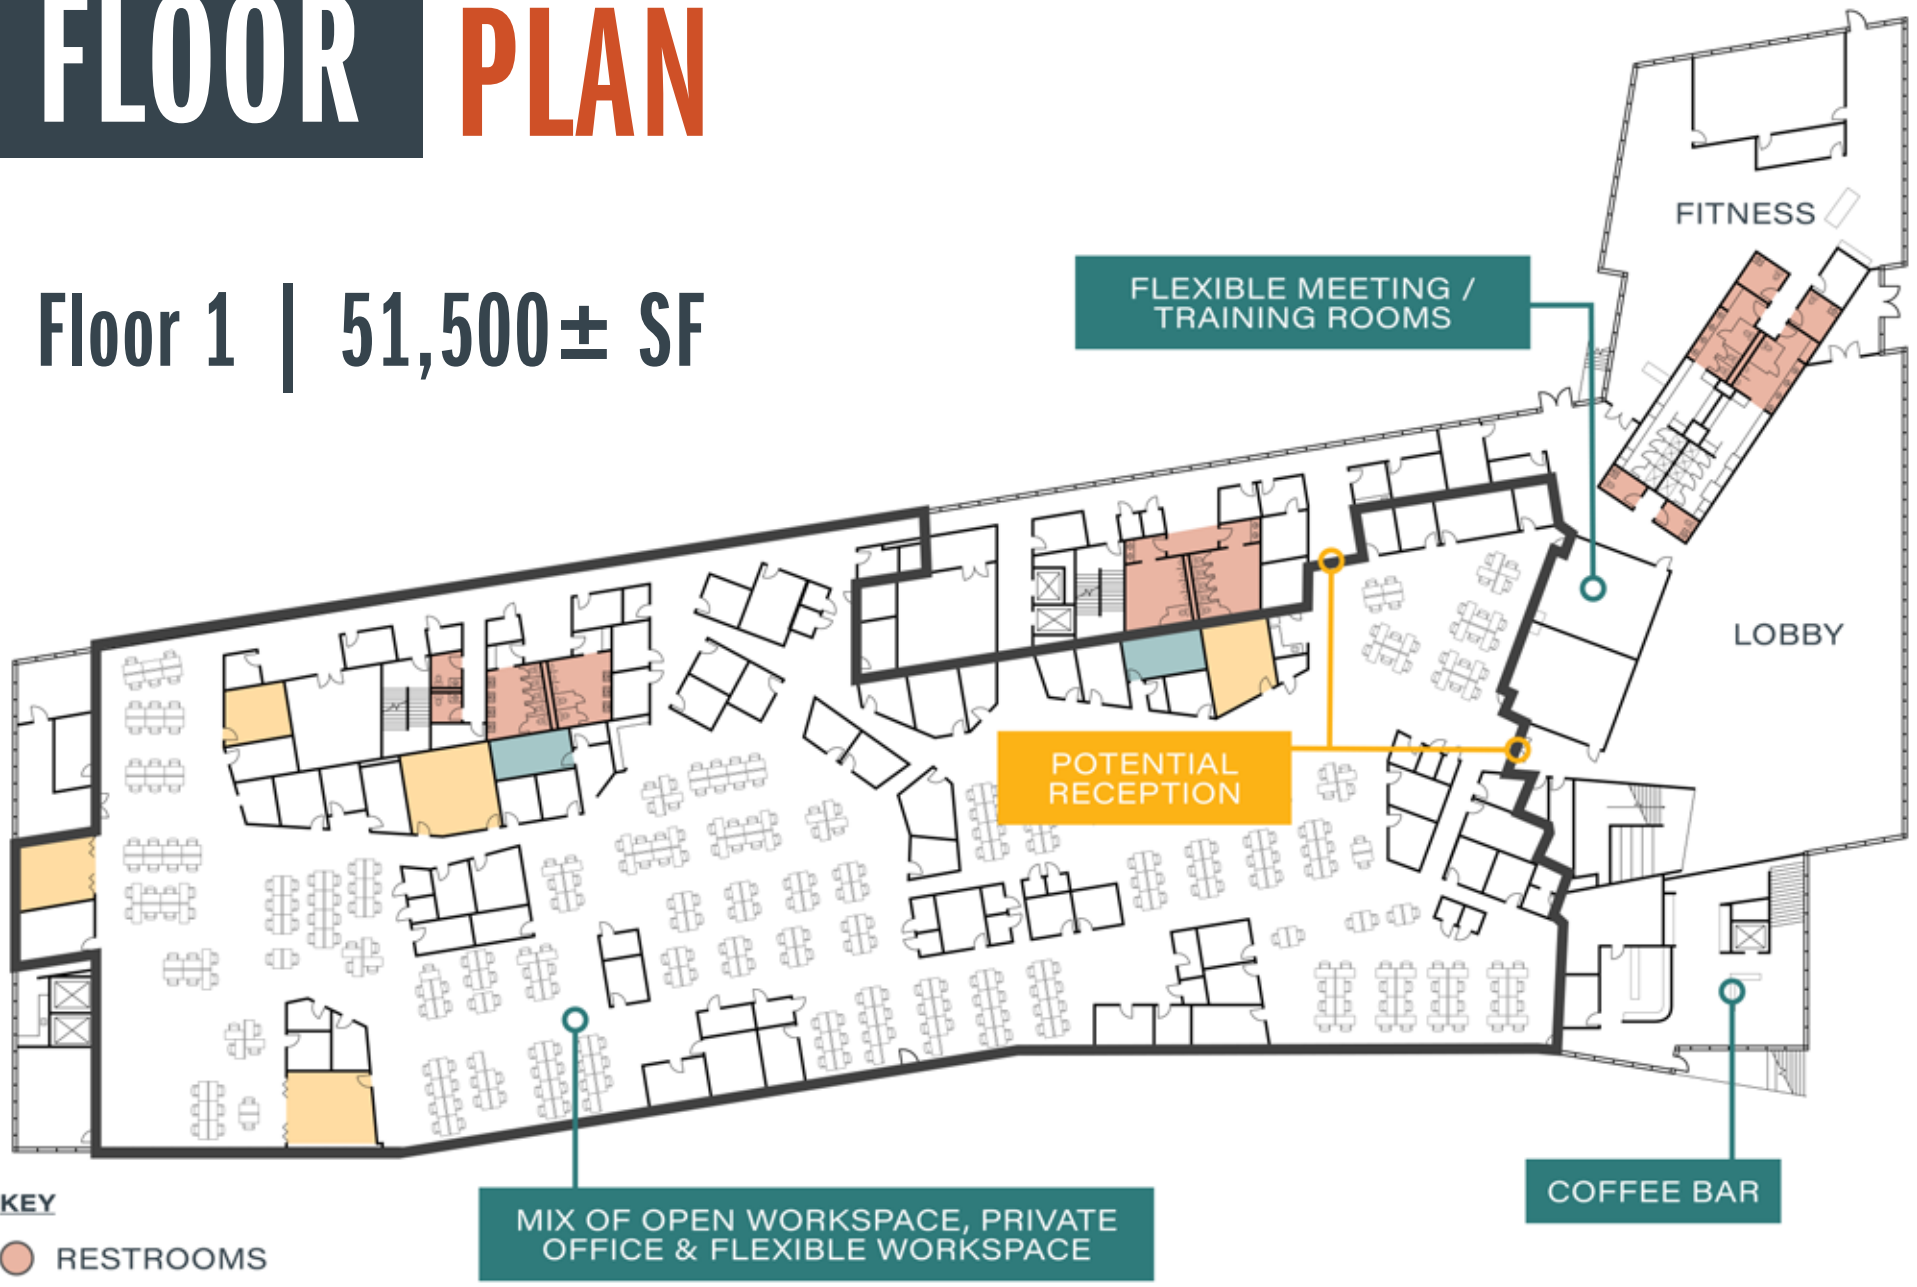 FLOOR PLAN
Floor 1 | 51,500± SF
FITNESS
FLEXIBLE MEETING /
TRAINING ROOMS
LOBBY
POTENTIAL
RECEPTION
MIX OF OPEN WORKSPACE, PRIVATE
OFFICE & FLEXIBLE WORKSPACE
COFFEE BAR
KEY
RESTROOMS